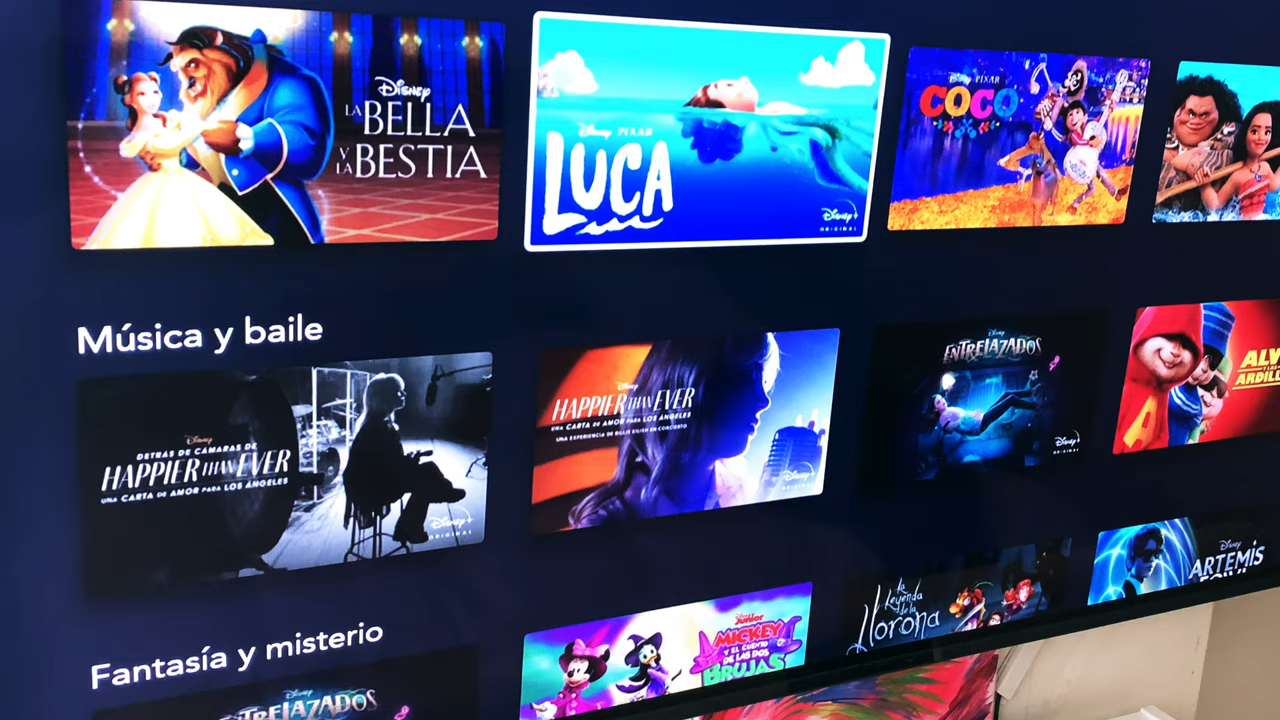 Disney
LA BELLA
Y LA BESTIA
Disney PIXAR
LUCA
Disney+
ORIGINAL
Disney PIXAR
COCO
Música y baile
Disney
DETRÁS DE CÁMARAS DE
HAPPIER THAN EVER
UNA CARTA DE AMOR PARA LOS ÁNGELES
Disney+
ORIGINAL
Disney
HAPPIER THAN EVER
UNA CARTA DE AMOR PARA LOS ÁNGELES
UNA EXPERIENCIA DE BILLIE EILISH EN CONCIERTO
Disney+
ORIGINAL
Disney
ENTRELAZADOS
Disney+
ORIGINAL
A
ALV
Y LAS
ARDILL
Fantasía y misterio
Disney
ENTRELAZADOS
Disney Junior
MICKEY
Y EL CUENTO
DE LAS DOS
BRUJAS
la
Leyenda
de la
Llorona
Disney
ARTEMIS
FOWL